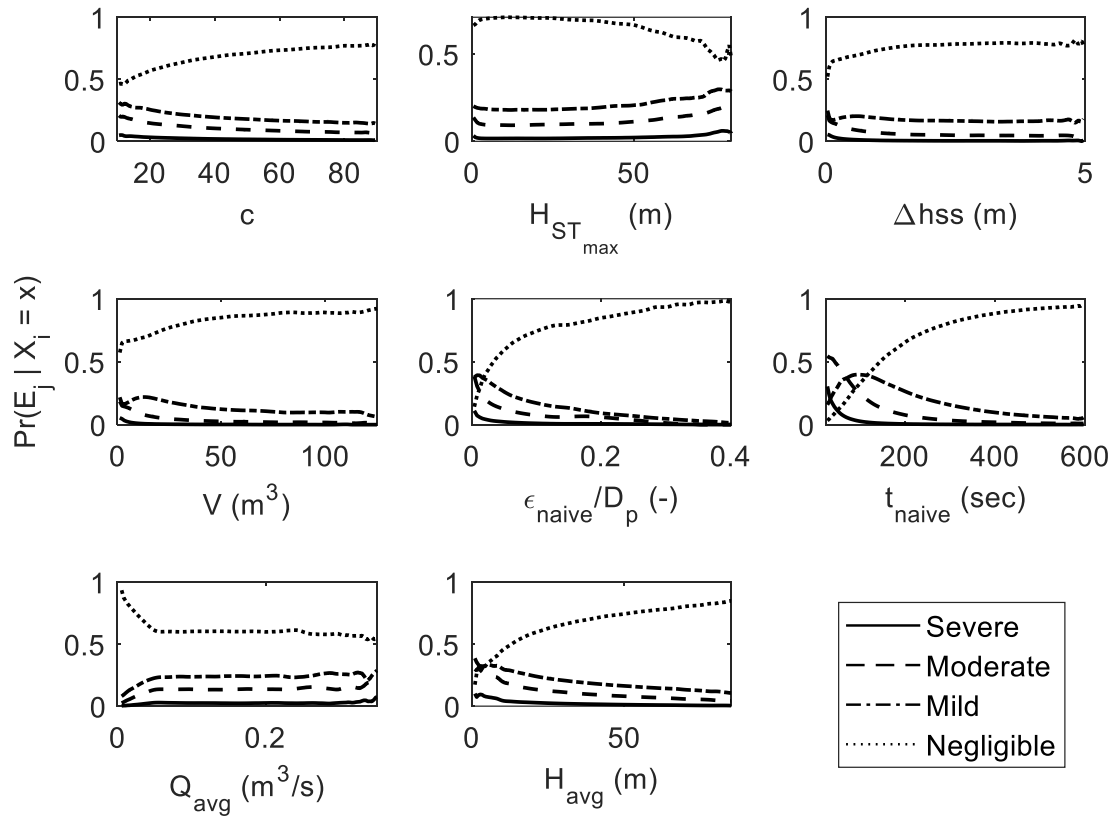 1
0.5
0
20 40 60 80
c
0.5
0
0 50
H_ST_max (m)
1
0.5
0
0 5
Δhss (m)
Pr(E_j | X_i = x)
1
0.5
0
0 50 100
V (m^3)
1
0.5
0
0 0.2 0.4
ϵ_naive/D_p (-)
1
0.5
0
200 400 600
t_naive (sec)
1
0.5
0
0 0.2
Q_avg (m^3/s)
1
0.5
0
0 50
H_avg (m)
Severe
Moderate
Mild
Negligible